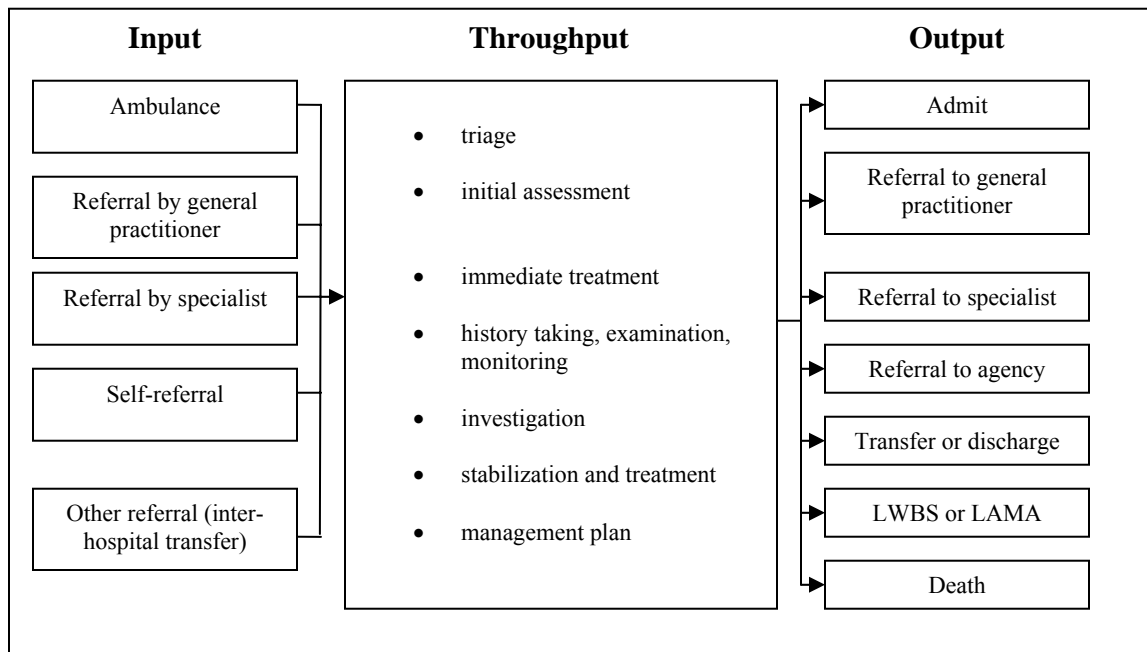 Input
Throughput
Output
Ambulance
Referral by general
practitioner
Referral by specialist
Self-referral
Other referral (inter-
hospital transfer)
• triage
• initial assessment
• immediate treatment
• history taking, examination,
monitoring
• investigation
• stabilization and treatment
• management plan
Admit
Referral to general
practitioner
Referral to specialist
Referral to agency
Transfer or discharge
LWBS or LAMA
Death